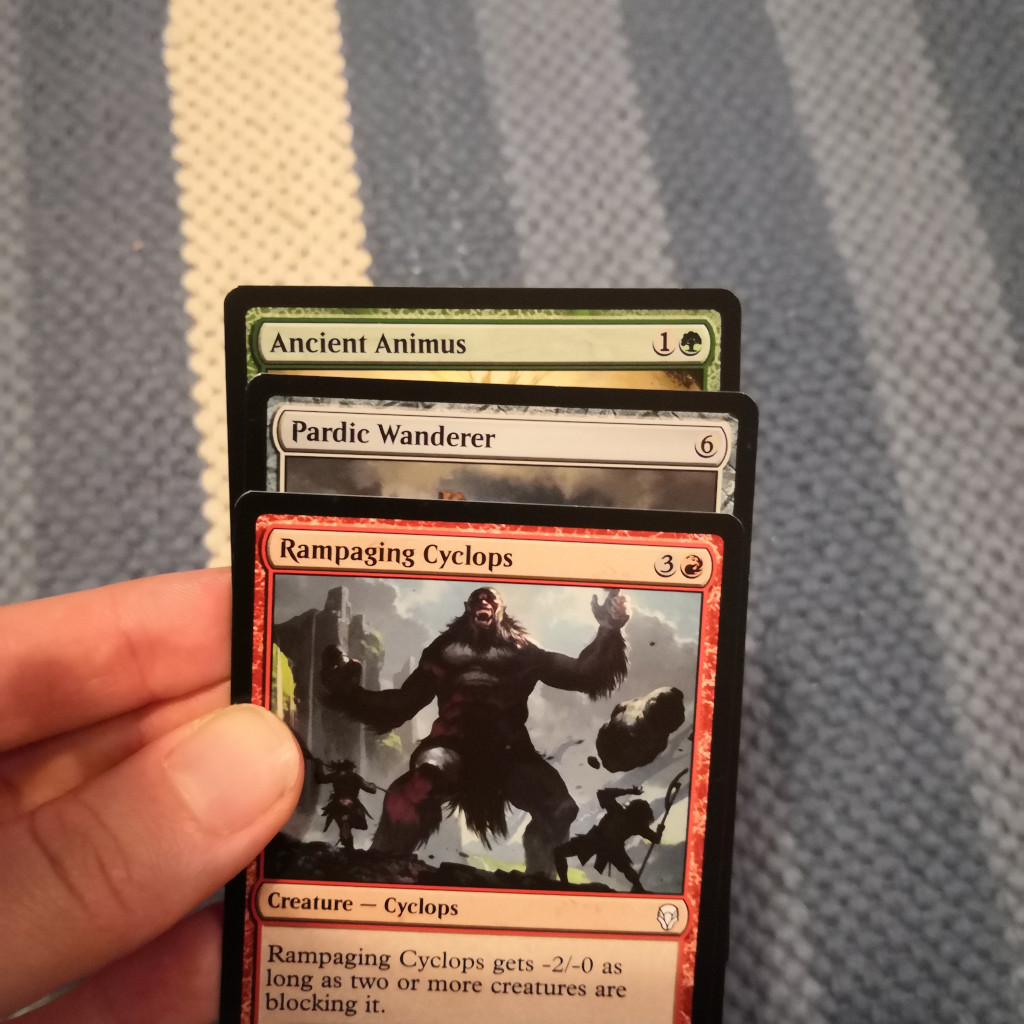 Ancient Animus 1
Pardic Wanderer 6
Rampaging Cyclops 3
Creature — Cyclops
Rampaging Cyclops gets -2/-0 as
long as two or more creatures are
blocking it.